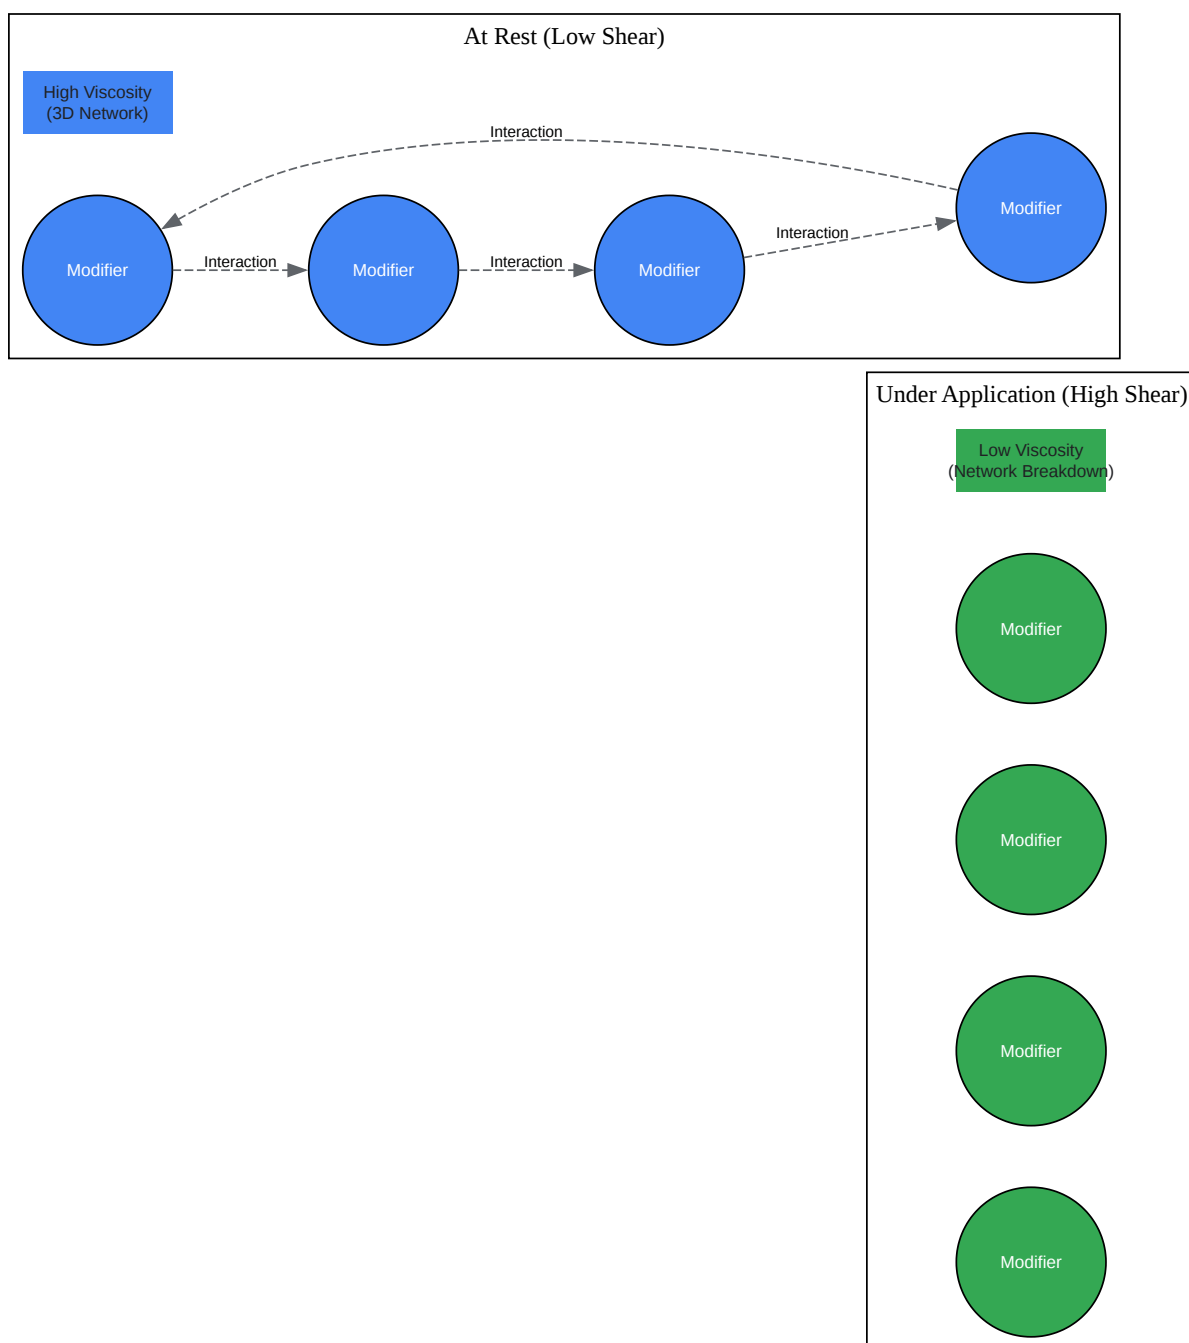 At Rest (Low Shear)
High Viscosity
(3D Network)
Interaction
Modifier
Interaction
Interaction
Modifier
Interaction
Modifier
Modifier
Under Application (High Shear)
Low Viscosity
(Network Breakdown)
Modifier
Modifier
Modifier
Modifier